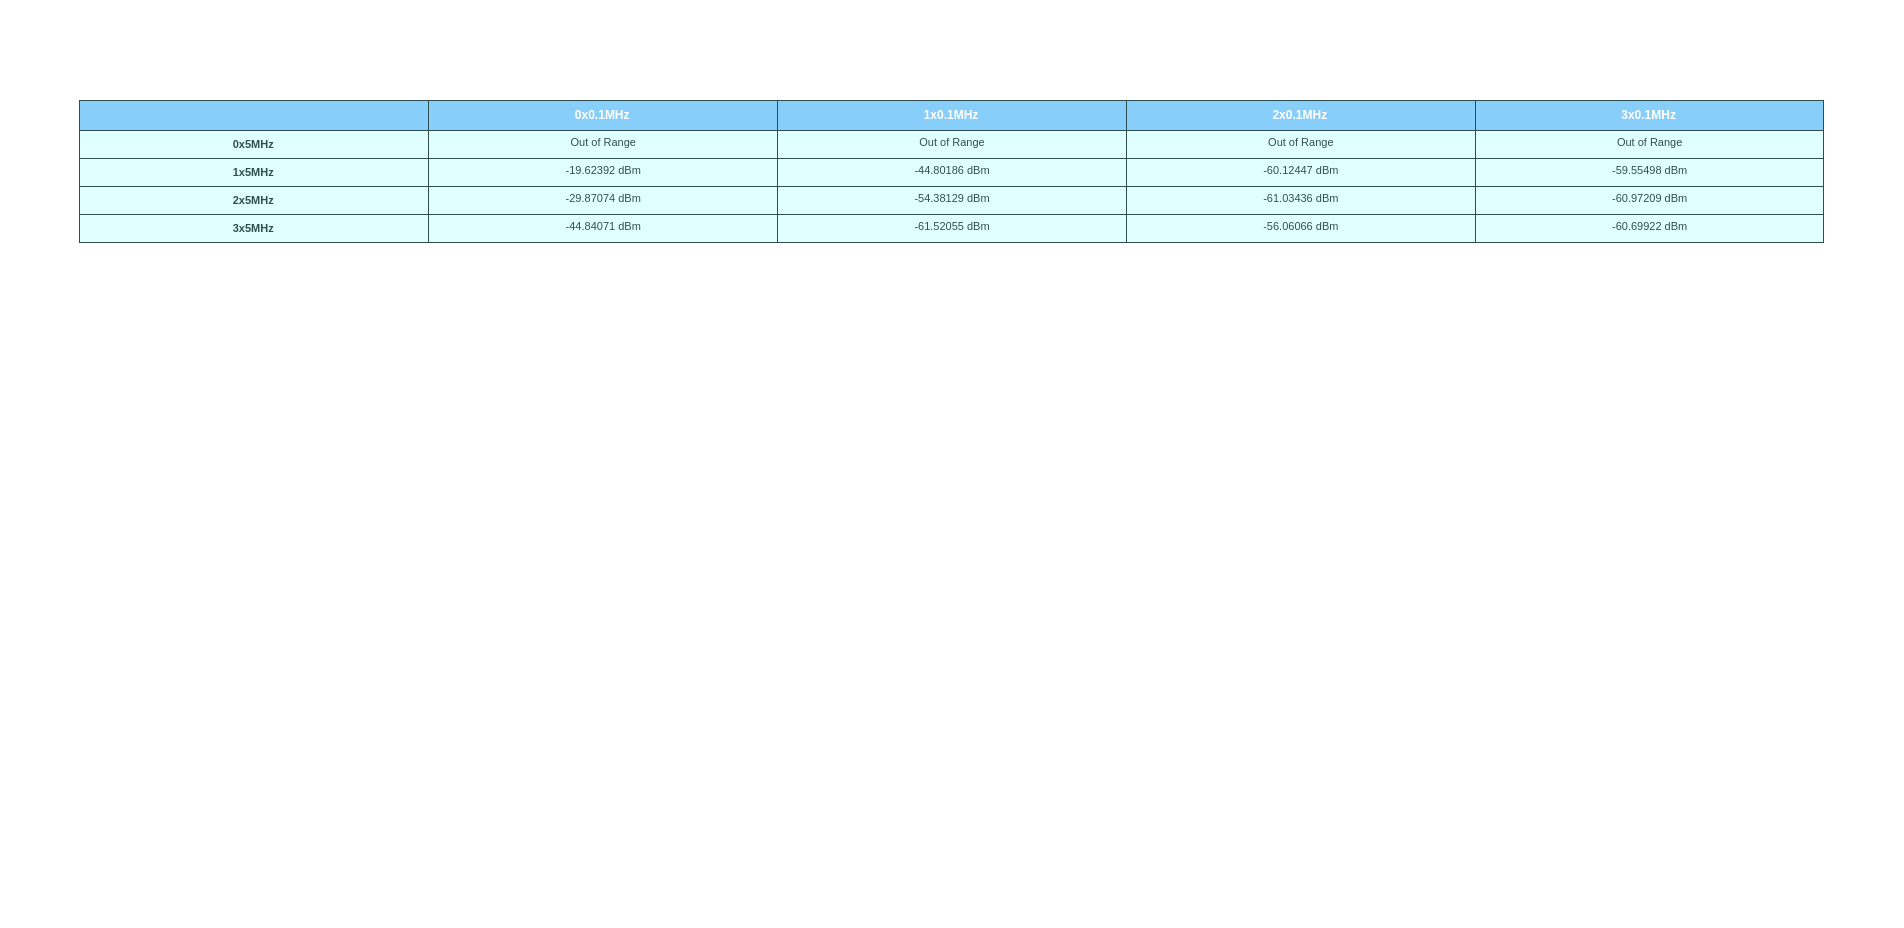 0x0.1MHz 1x0.1MHz 2x0.1MHz 3x0.1MHz
0x5MHz Out of Range Out of Range Out of Range Out of Range
1x5MHz -19.62392 dBm -44.80186 dBm -60.12447 dBm -59.55498 dBm
2x5MHz -29.87074 dBm -54.38129 dBm -61.03436 dBm -60.97209 dBm
3x5MHz -44.84071 dBm -61.52055 dBm -56.06066 dBm -60.69922 dBm